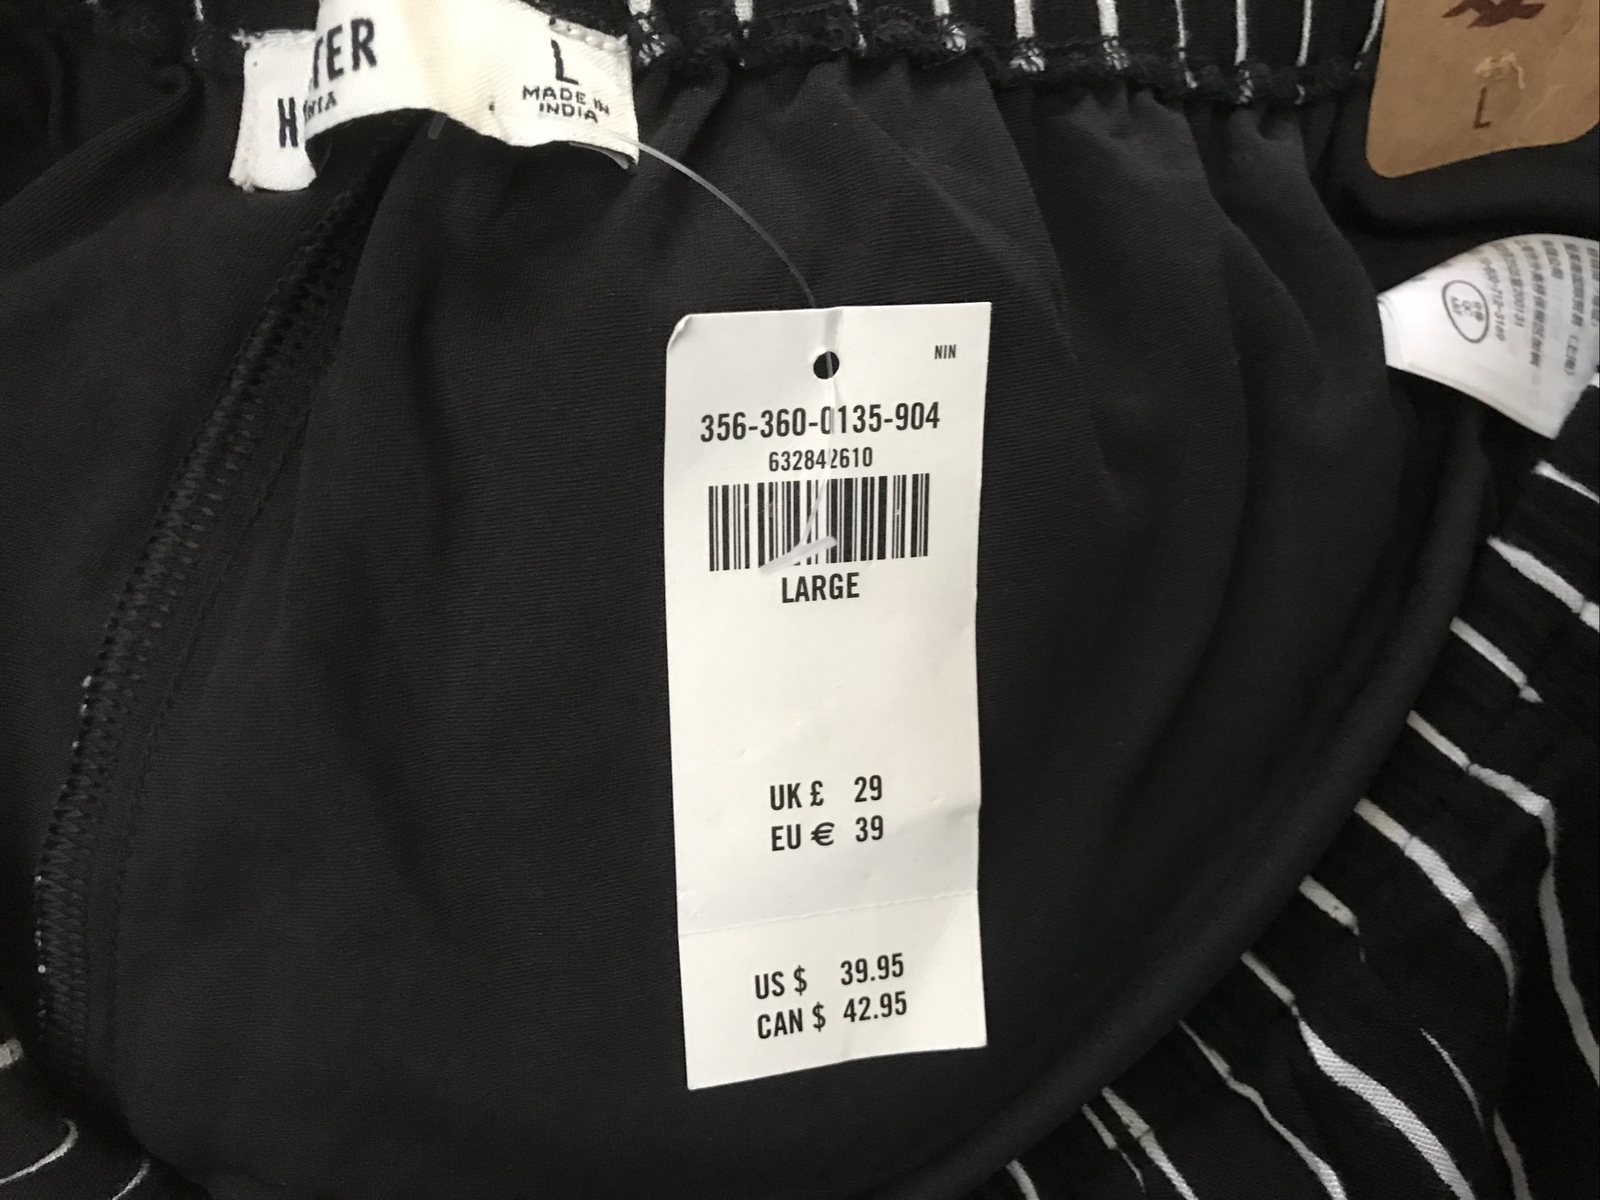 TER
H
NIA
L
MADE IN
INDIA
L
NIN
356-360-0135-904
632842610
LARGE
UK £ 29
EU € 39
US $ 39.95
CAN $ 42.95